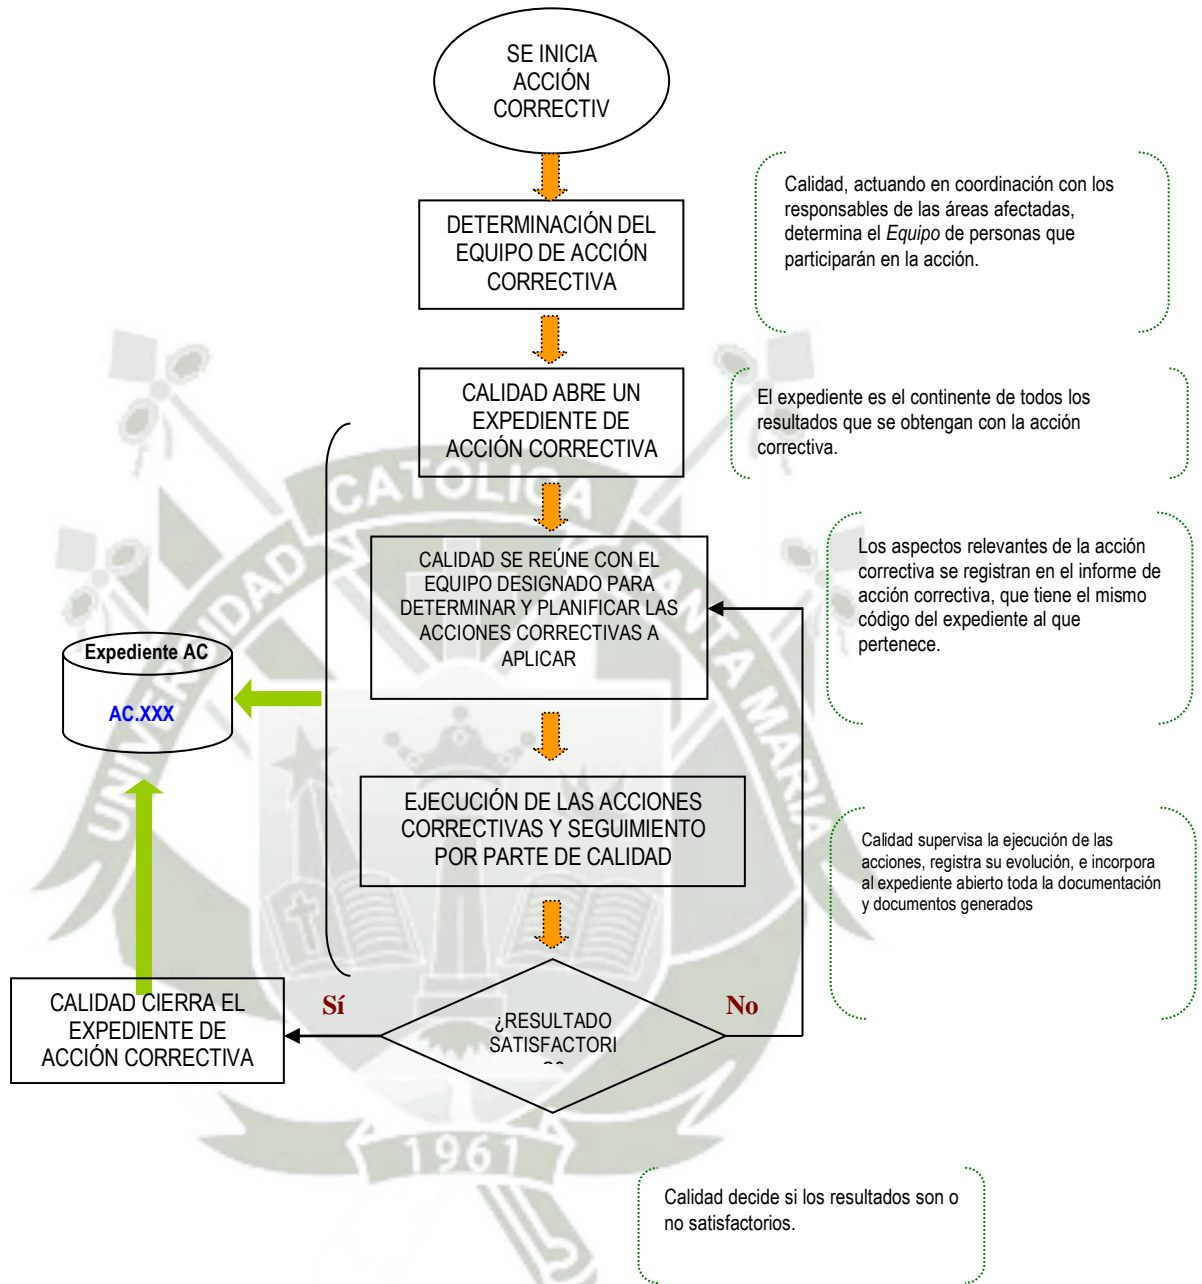 SE INICIA
ACCIÓN
CORRECTIV
DETERMINACIÓN DEL
EQUIPO DE ACCIÓN
CORRECTIVA
Calidad, actuando en coordinación con los
responsables de las áreas afectadas,
determina el Equipo de personas que
participarán en la acción.
CALIDAD ABRE UN
EXPEDIENTE DE
ACCIÓN CORRECTIVA
El expediente es el continente de todos los
resultados que se obtengan con la acción
correctiva.
CALIDAD SE REÚNE CON EL
EQUIPO DESIGNADO PARA
DETERMINAR Y PLANIFICAR LAS
ACCIONES CORRECTIVAS A
APLICAR
Los aspectos relevantes de la acción
correctiva se registran en el informe de
acción correctiva, que tiene el mismo
código del expediente al que
pertenece.
Expediente AC
AC.XXX
EJECUCIÓN DE LAS ACCIONES
CORRECTIVAS Y SEGUIMIENTO
POR PARTE DE CALIDAD
Calidad supervisa la ejecución de las
acciones, registra su evolución, e incorpora
al expediente abierto toda la documentación
y documentos generados
CALIDAD CIERRA EL
EXPEDIENTE DE
ACCIÓN CORRECTIVA
Sí
¿RESULTADO
SATISFACTORI
No
Calidad decide si los resultados son o
no satisfactorios.
UNIVERSIDAD CATOLICA SANTA MARIA
1961